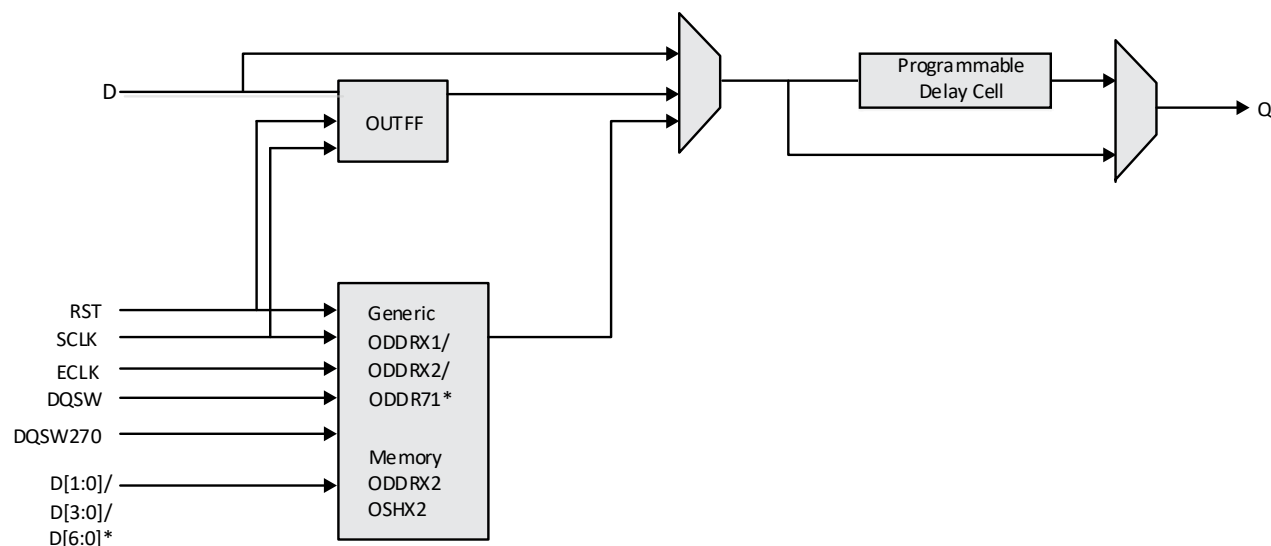 D
OUTFF
Programmable
Delay Cell
Q
RST
SCLK
ECLK
DQSW
DQSW270
D[1:0]/
D[3:0]/
D[6:0]*
Generic
ODDRX1/
ODDRX2/
ODDR71*
Memory
ODDRX2
OSHX2